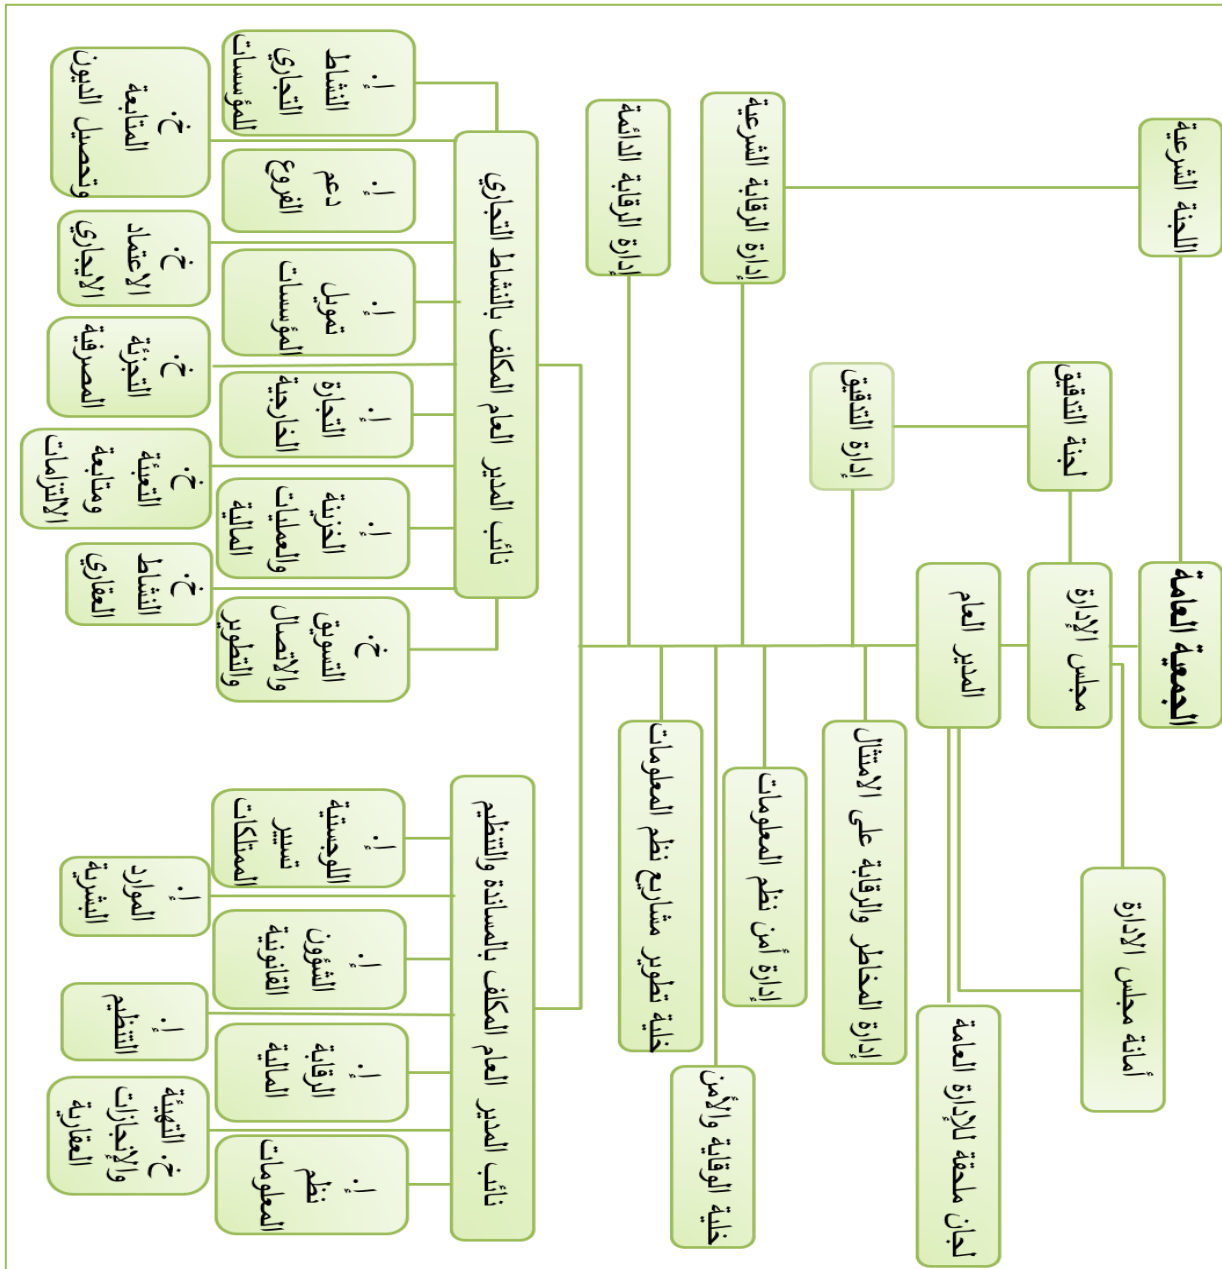 الجمعية العامة
اللجنة الشرعية
مجلس الإدارة
لجنة التدقيق
أمانة مجلس الادارة
المدير العام
لجان ملحقة للإدارة العامة
إدارة التدقيق
إدارة المخاطر والرقابة على الامتثال
إدارة الرقابة الشرعية
إدارة أمن نظم المعلومات
خلية الوقاية والأمن
إدارة الرقابة الدائمة
خلية تطوير مشاريع نظم المعلومات
نائب المدير العام المكلف بالنشاط التجاري
نائب المدير العام المكلف بالمساندة والتنظيم
إ.
النشاط
التجاري
للمؤسسات
إ.
دعم
الفروع
إ.
تمويل
المؤسسات
إ.
التجارة
الخارجية
إ.
الخزينة
والعمليات
المالية
خ
التسويق
والاتصال
والتطوير
خ.
المتابعة
وتحصيل الديون
خ.
الاعتماد
الايجاري
خ.
التجزئة
المصرفية
خ.
التعبئة
ومتابعة
الالتزامات
خ.
النشاط
العقاري
إ.
اللوجستية
تسيير
الممتلكات
إ.
الشؤون
القانونية
إ.
الرقابة
المالية
إ.
نظم
المعلومات
إ.
الموارد
البشرية
إ.
التنظيم
خ. التهيئة
والإنجازات
العقارية